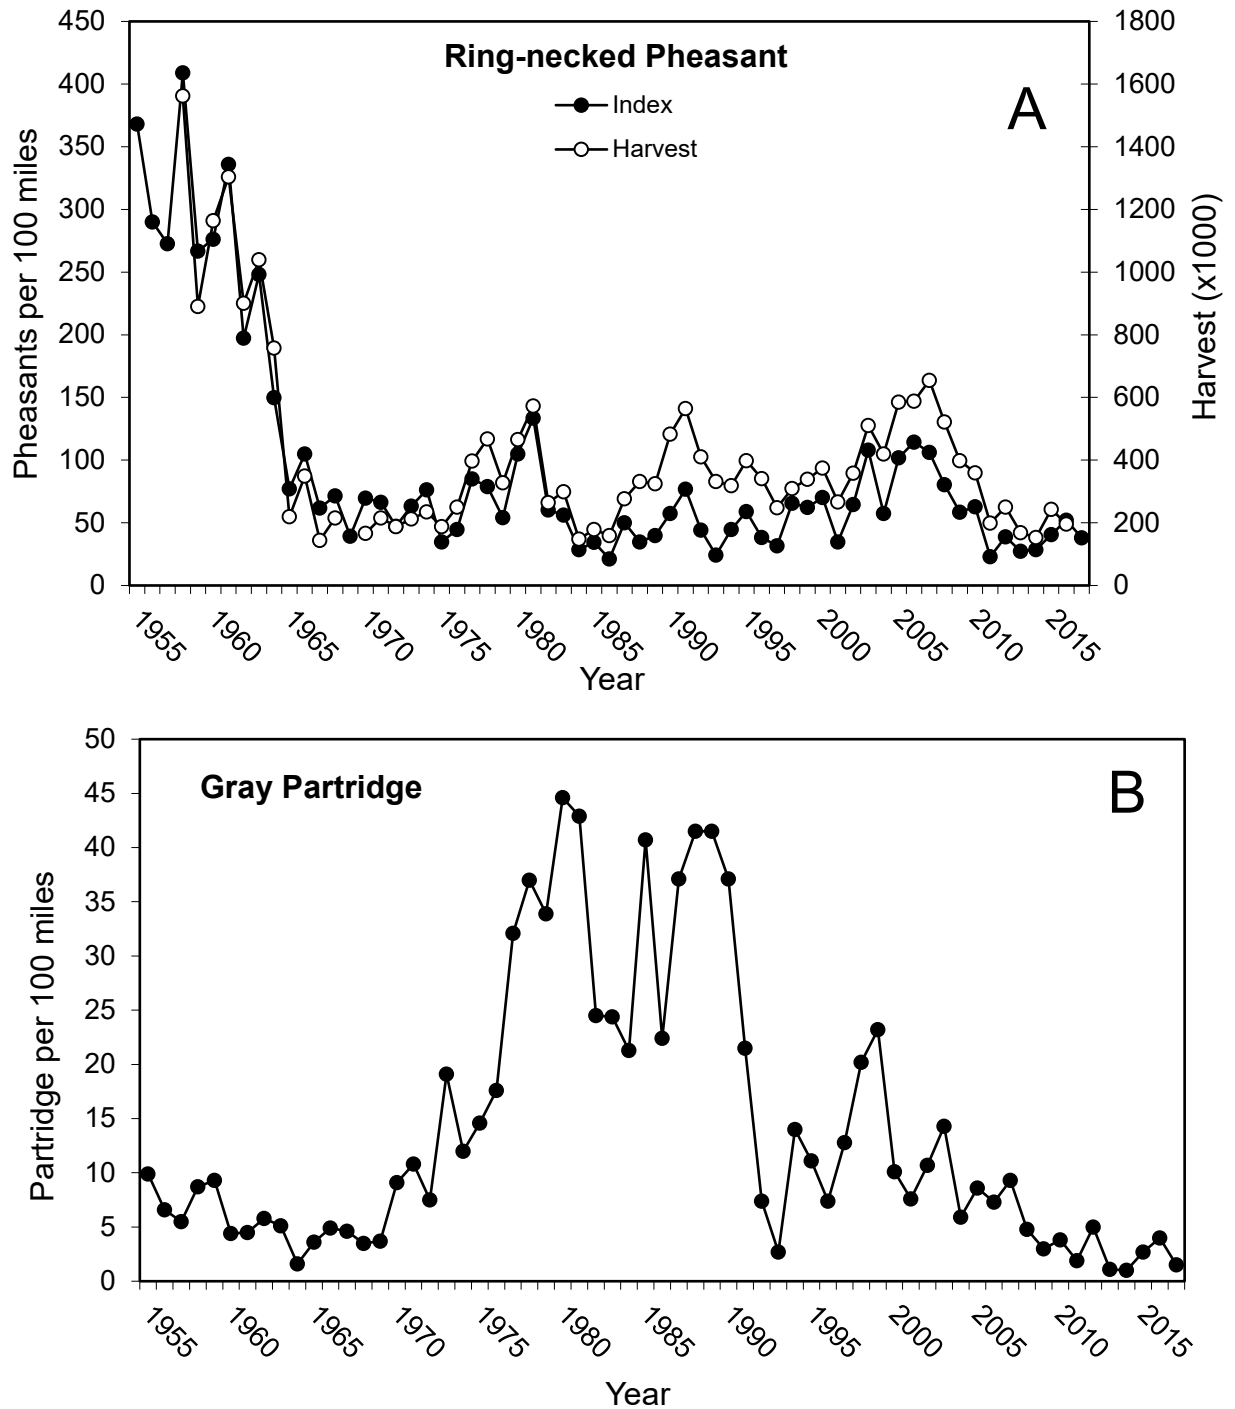 Ring-necked Pheasant
A
Index
Harvest
Pheasants per 100 miles
450
400
350
300
250
200
150
100
50
0
Harvest (x1000)
1800
1600
1400
1200
1000
800
600
400
200
0
1955 1960 1965 1970 1975 1980 1985 1990 1995 2000 2005 2010 2015
Year
Gray Partridge
B
Partridge per 100 miles
50
45
40
35
30
25
20
15
10
5
0
1955 1960 1965 1970 1975 1980 1985 1990 1995 2000 2005 2010 2015
Year